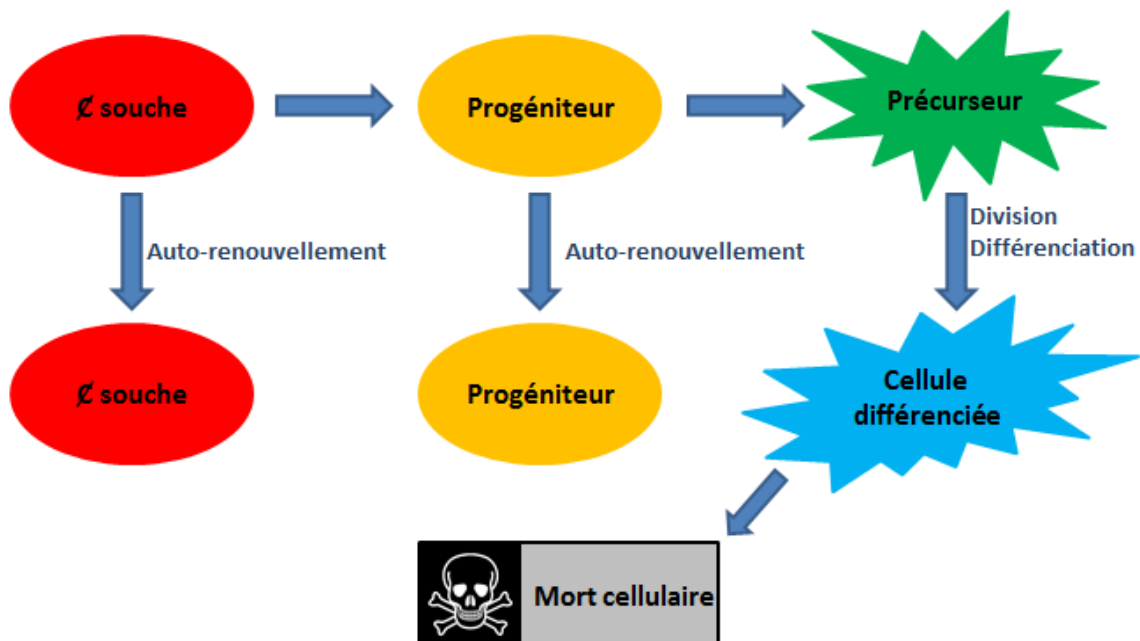 ₡ souche
Progéniteur
Précurseur
Auto-renouvellement
Auto-renouvellement
Division
Différenciation
₡ souche
Progéniteur
Cellule
différenciée
Mort cellulaire